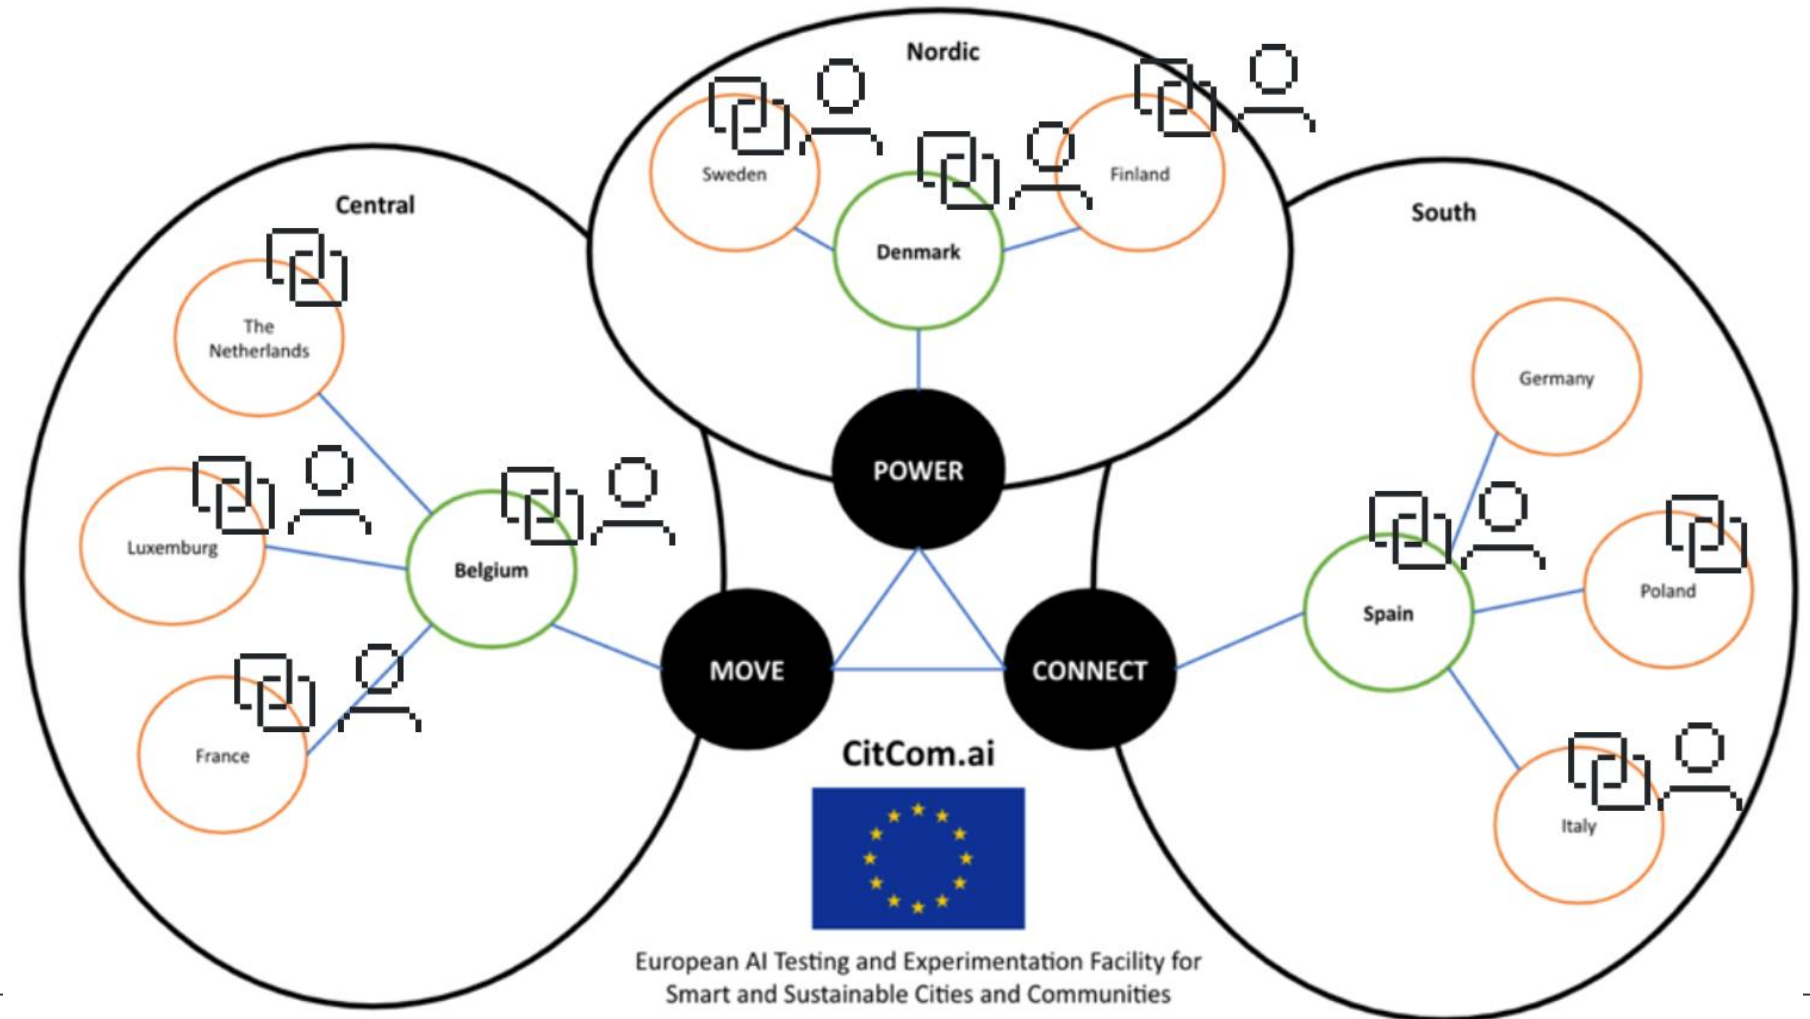 Nordic
Sweden
Finland
Denmark
Central
The
Netherlands
Luxemburg
Belgium
France
South
Germany
Poland
Spain
Italy
POWER
MOVE
CONNECT
CitCom.ai
European AI Testing and Experimentation Facility for
Smart and Sustainable Cities and Communities